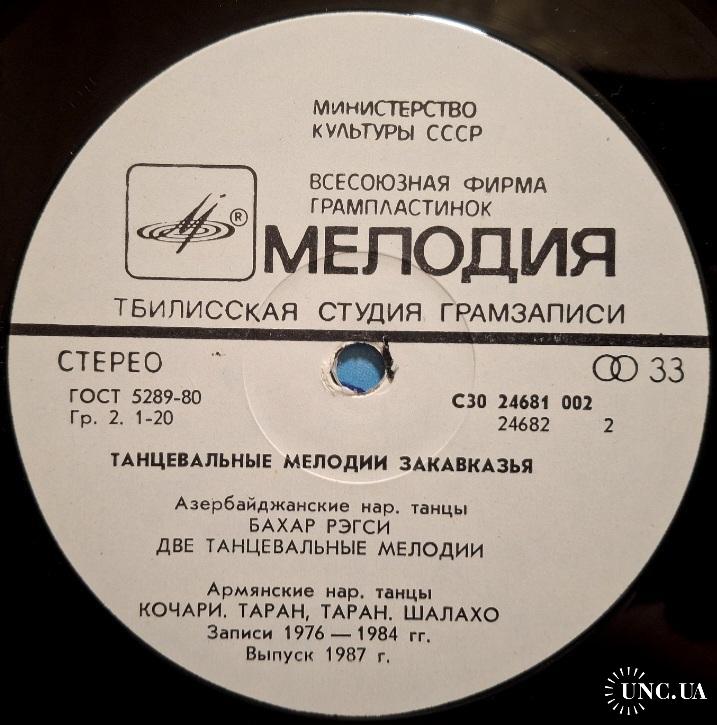 МИНИСТЕРСТВО
КУЛЬТУРЫ СССР
ВСЕСОЮЗНАЯ ФИРМА
ГРАМПЛАСТИНОК
®
МЕЛОДИЯ
ТБИЛИССКАЯ СТУДИЯ ГРАМЗАПИСИ
СТЕРЕО
33
ГОСТ 5289-80
Гр. 2. 1-20
С30 24681 002
24682 2
ТАНЦЕВАЛЬНЫЕ МЕЛОДИИ ЗАКАВКАЗЬЯ
Азербайджанские нар. танцы
БАХАР РЭГСИ
ДВЕ ТАНЦЕВАЛЬНЫЕ МЕЛОДИИ
Армянские нар. танцы
КОЧАРИ. ТАРАН, ТАРАН. ШАЛАХО
Записи 1976 — 1984 гг.
Выпуск 1987 г.
UNC.UA